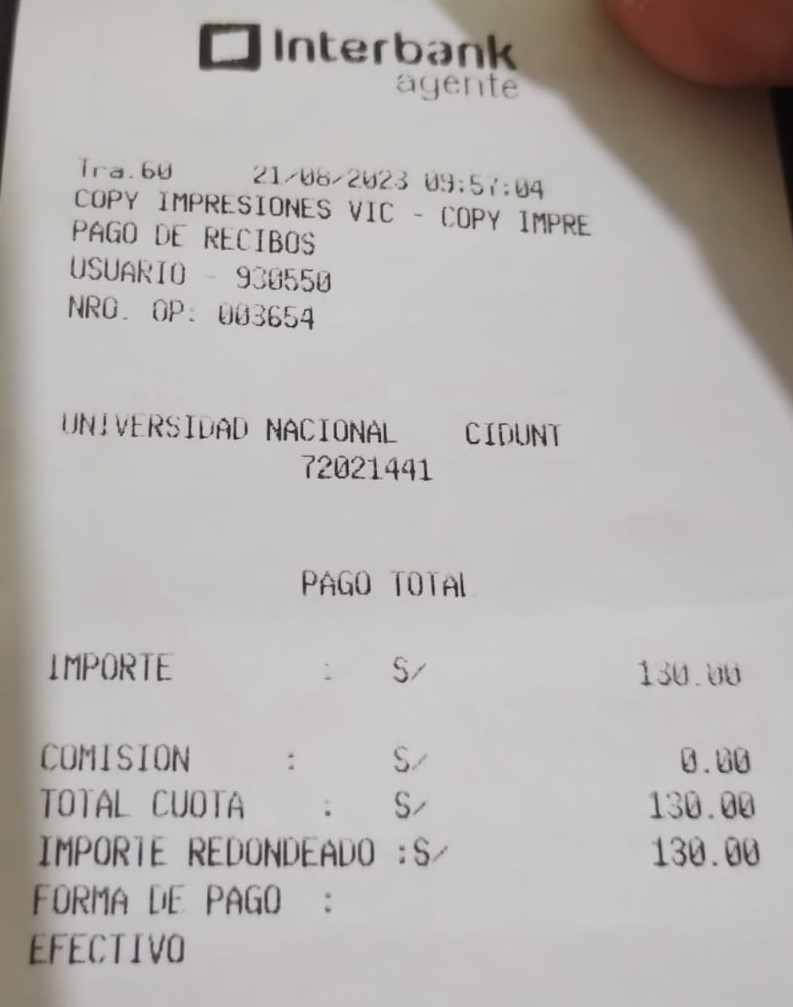 Interbank
agente
Tra.60 21/08/2023 09:57:04
COPY IMPRESIONES VIC - COPY IMPRE
PAGO DE RECIBOS
USUARIO - 930550
NRO. OP: 003654
UNIVERSIDAD NACIONAL CIDUNT
72021441
PAGO TOTAL
IMPORTE : S/ 130.00
COMISION : S/ 0.00
TOTAL CUOTA : S/ 130.00
IMPORTE REDONDEADO :S/ 130.00
FORMA DE PAGO :
EFECTIVO